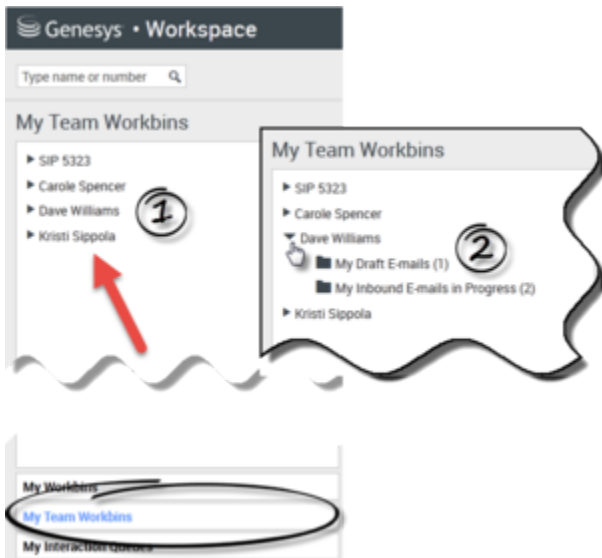 Genesys • Workspace
Type name or number
My Team Workbins
SIP 5323
Carole Spencer
Dave Williams
Kristi Sippola
1
My Team Workbins
SIP 5323
Carole Spencer
Dave Williams
My Draft E-mails (1)
My Inbound E-mails in Progress (2)
Kristi Sippola
2
My Workbins
My Team Workbins
My Interaction Queues